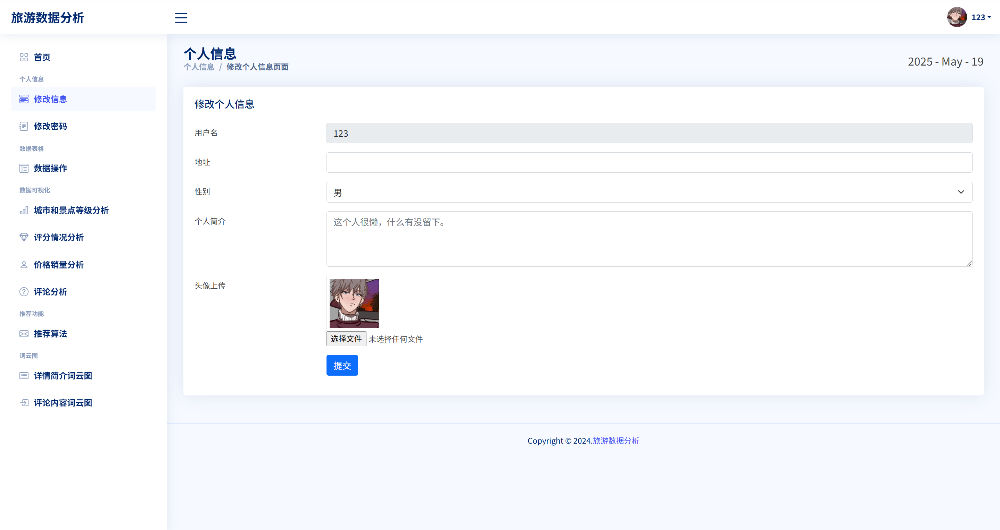 旅游数据分析
123
首页
个人信息
修改信息
修改密码
数据表格
数据操作
数据可视化
城市和景点等级分析
评分情况分析
价格销量分析
评论分析
推荐功能
推荐算法
词云图
详情简介词云图
评论内容词云图
个人信息
个人信息 / 修改个人信息页面
2025 - May - 19
修改个人信息
用户名 123
地址
性别 男
个人简介 这个人很懒，什么有没留下。
头像上传
选择文件 未选择任何文件
提交
Copyright © 2024.旅游数据分析